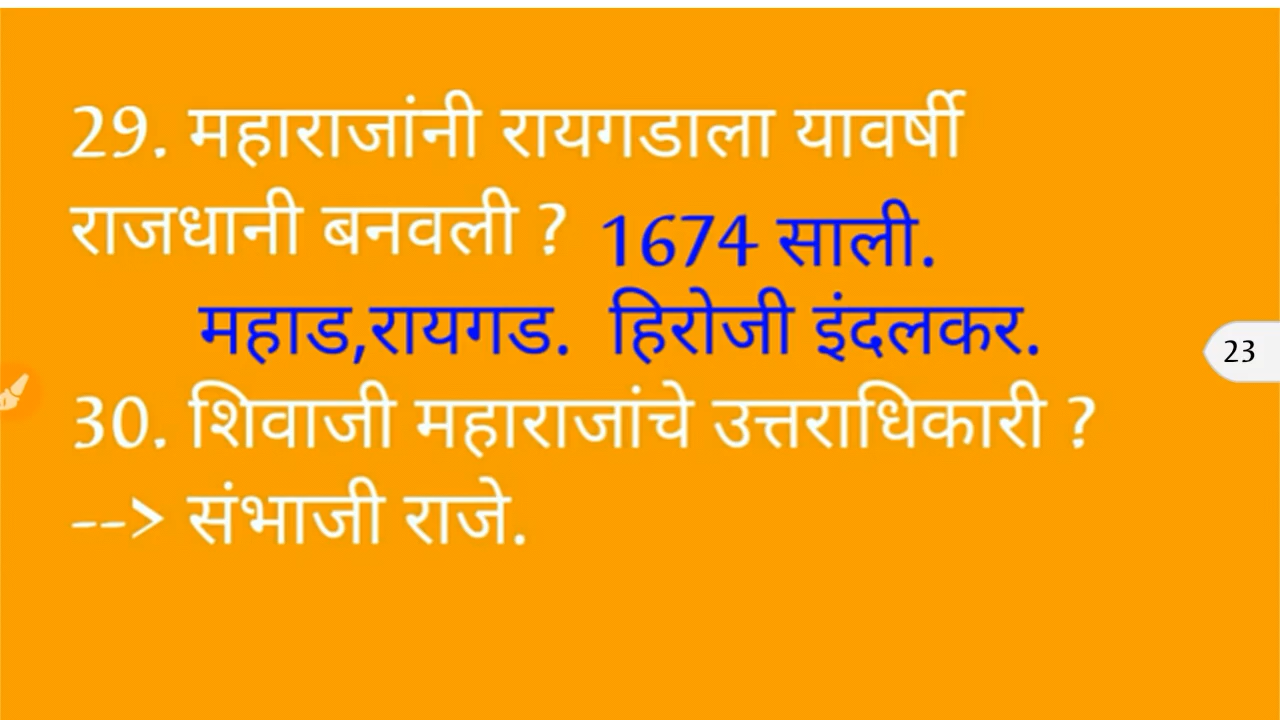 29. महाराजांनी रायगडाला यावर्षी
राजधानी बनवली ? 1674 साली.
महाड,रायगड. हिरोजी इंदलकर.
23
30. शिवाजी महाराजांचे उत्तराधिकारी ?
--> संभाजी राजे.